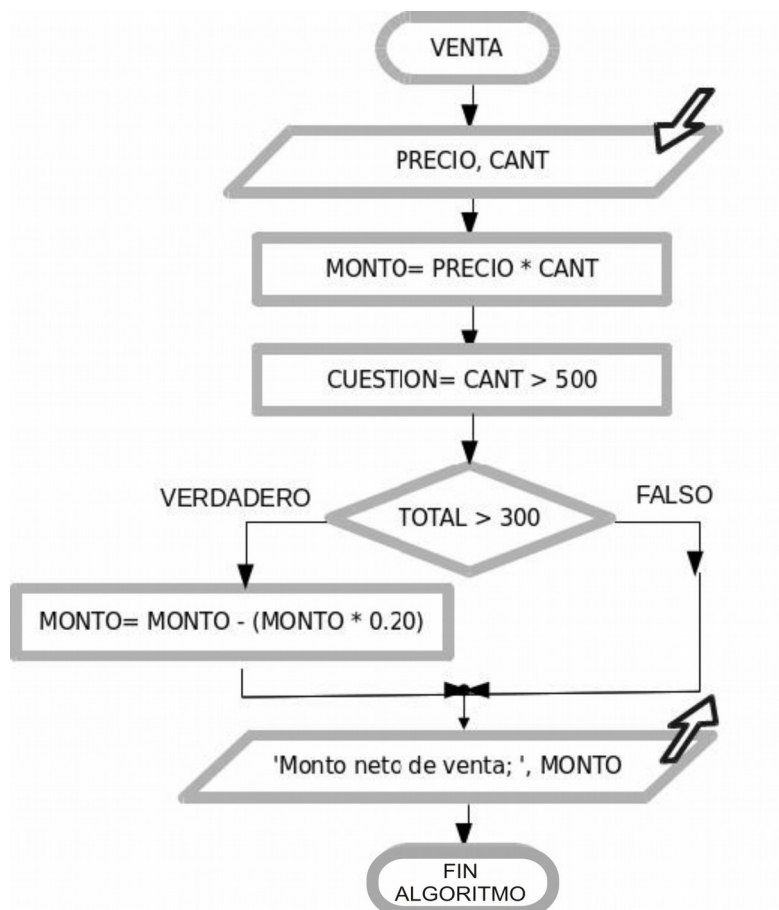 VENTA
PRECIO, CANT
MONTO= PRECIO * CANT
CUESTION= CANT > 500
VERDADERO
TOTAL > 300
FALSO
MONTO= MONTO - (MONTO * 0.20)
'Monto neto de venta; ', MONTO
FIN
ALGORITMO